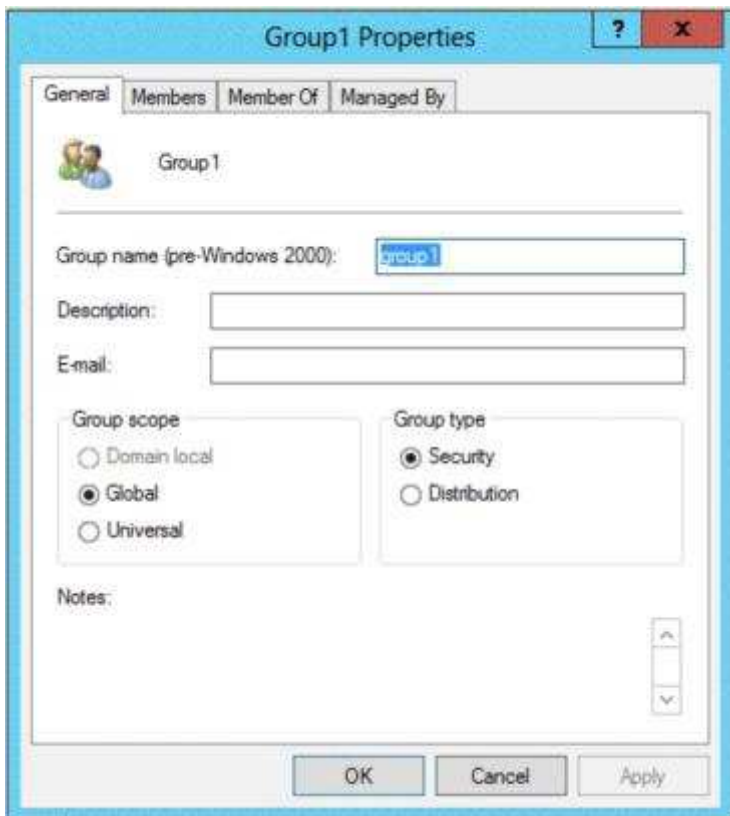 Group1 Properties
?
x
General Members Member Of Managed By
Group1
Group name (pre-Windows 2000): group1
Description:
E-mail:
Group scope
Domain local
Global
Universal
Group type
Security
Distribution
Notes:
OK Cancel Apply